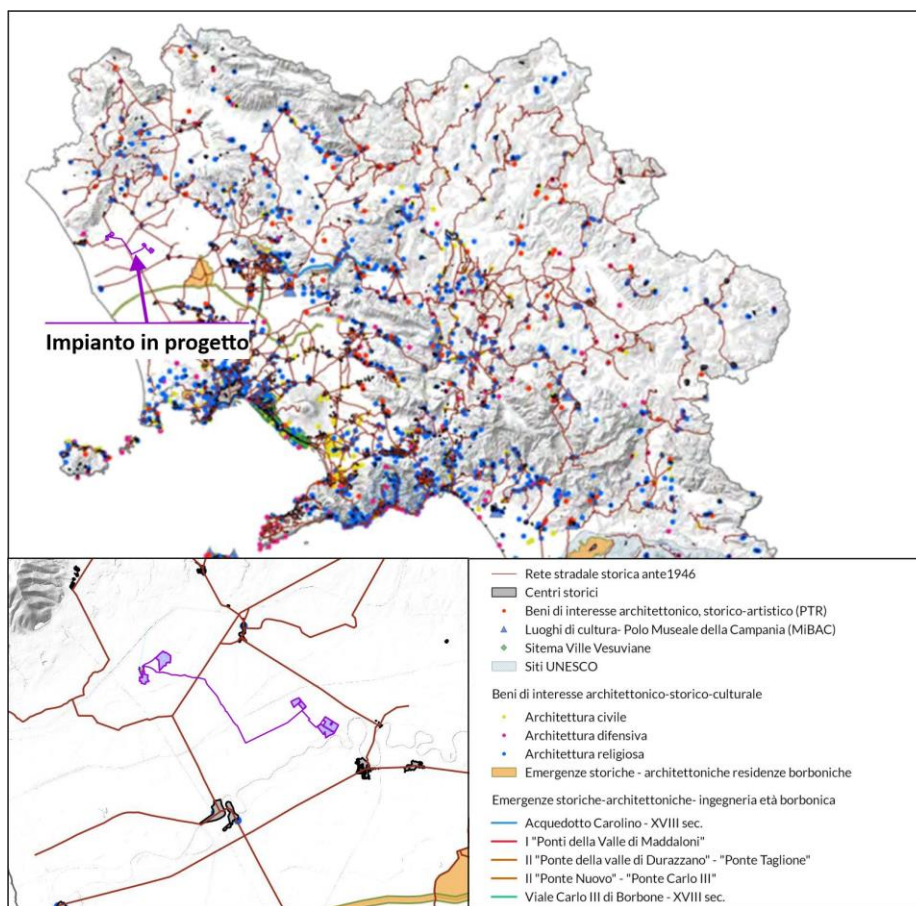 Impianto in progetto
Rete stradale storica ante1946
Centri storici
Beni di interesse architettonico, storico-artistico (PTR)
Luoghi di cultura- Polo Museale della Campania (MiBAC)
Sitema Ville Vesuviane
Siti UNESCO
Beni di interesse architettonico-storico-culturale
Architettura civile
Architettura difensiva
Architettura religiosa
Emergenze storiche - architettoniche residenze borboniche
Emergenze storiche-architettoniche- ingegneria età borbonica
Acquedotto Carolino - XVIII sec.
I "Ponti della Valle di Maddaloni"
Il "Ponte della valle di Durazzano" - "Ponte Taglione"
Il "Ponte Nuovo" - "Ponte Carlo III"
Viale Carlo III di Borbone - XVIII sec.